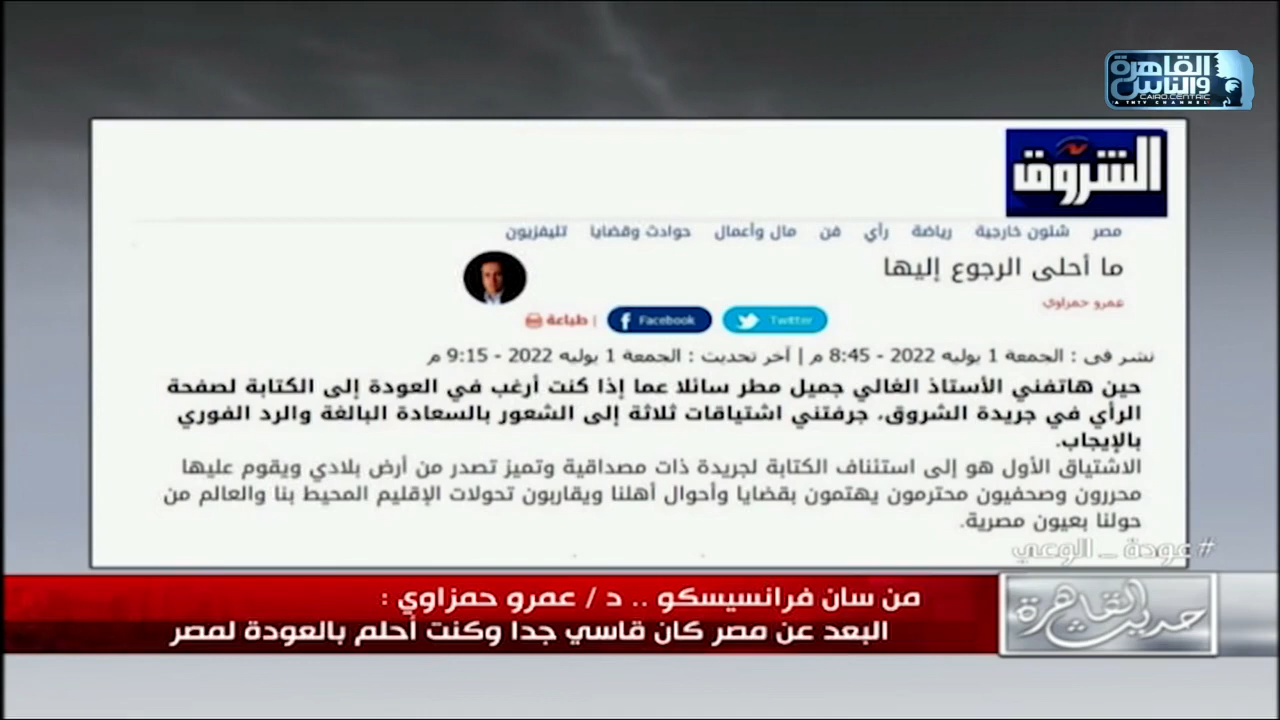 القاهرة
والناس
CAIRO.CENTRIC
A TNTV CHANNEL
الشروق
مصر شئون خارجية رياضة رأي فن مال وأعمال حوادث وقضايا تليفزيون
ما أحلى الرجوع إليها
عمرو حمزاوي
Twitter Facebook | طباعة
نشر فى : الجمعة 1 يوليه 2022 - 8:45 م | آخر تحديث : الجمعة 1 يوليه 2022 - 9:15 م
حين هاتفني الأستاذ الغالي جميل مطر سائلا عما إذا كنت أرغب في العودة إلى الكتابة لصفحة
الرأي في جريدة الشروق، جرفتني اشتياقات ثلاثة إلى الشعور بالسعادة البالغة والرد الفوري
بالإيجاب.
الاشتياق الأول هو إلى استئناف الكتابة لجريدة ذات مصداقية وتميز تصدر من أرض بلادي ويقوم عليها
محررون وصحفيون محترمون يهتمون بقضايا وأحوال أهلنا ويقاربون تحولات الإقليم المحيط بنا والعالم من
حولنا بعيون مصرية.
#عودة_الوعي
حديث القاهرة
من سان فرانسيسكو .. د / عمرو حمزاوي :
البعد عن مصر كان قاسي جدا وكنت أحلم بالعودة لمصر